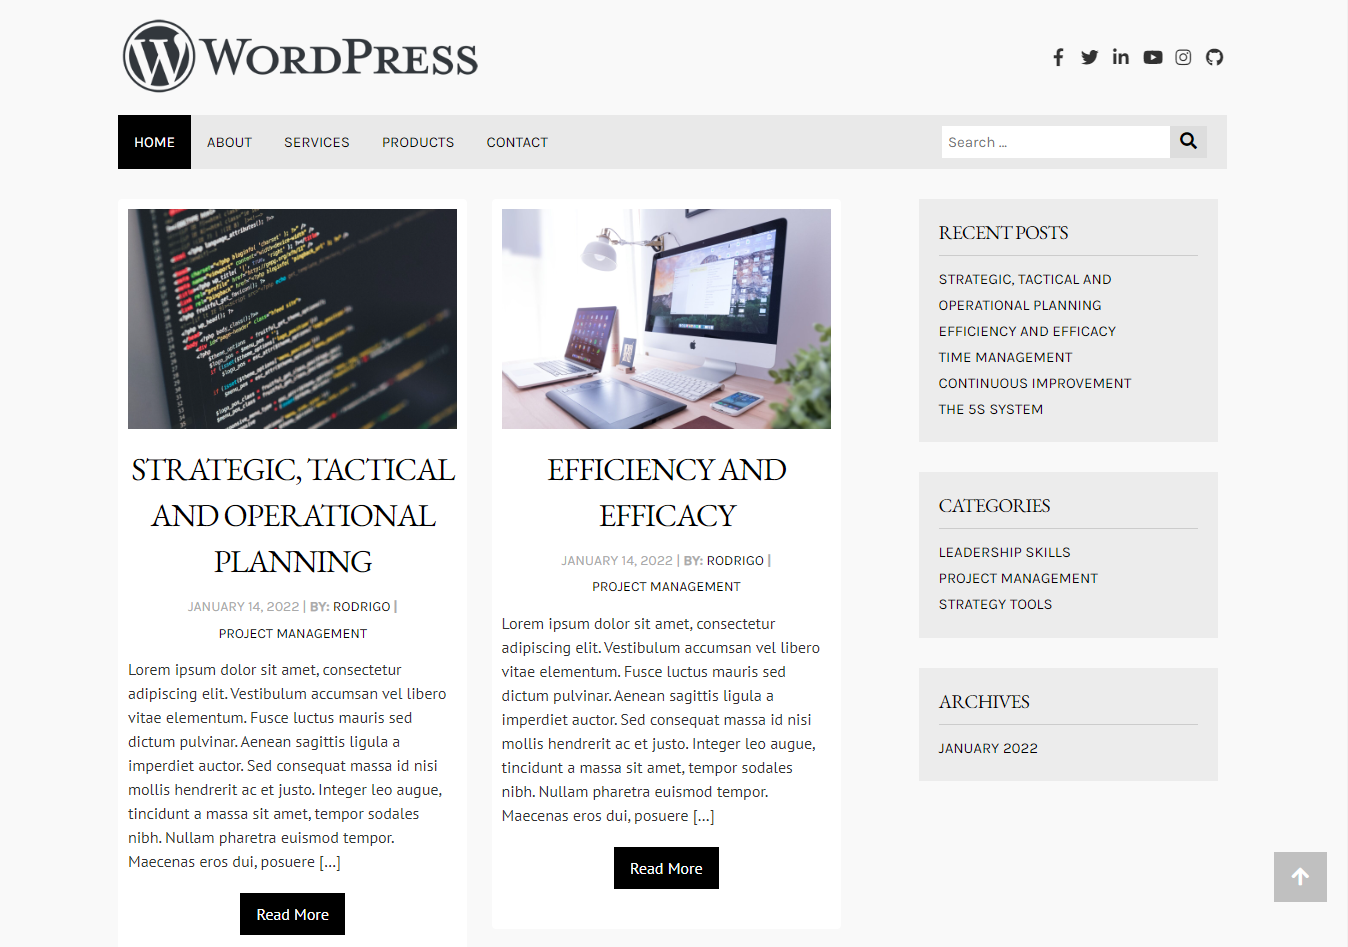 WORDPRESS
HOME ABOUT SERVICES PRODUCTS CONTACT
Search ...
STRATEGIC, TACTICAL
AND OPERATIONAL
PLANNING
JANUARY 14, 2022 | BY: RODRIGO |
PROJECT MANAGEMENT
Lorem ipsum dolor sit amet, consectetur
adipiscing elit. Vestibulum accumsan vel libero
vitae elementum. Fusce luctus mauris sed
dictum pulvinar. Aenean sagittis ligula a
imperdiet auctor. Sed consequat massa id nisi
mollis hendrerit ac et justo. Integer leo augue,
tincidunt a massa sit amet, tempor sodales
nibh. Nullam pharetra euismod tempor.
Maecenas eros dui, posuere [...]
Read More
EFFICIENCY AND
EFFICACY
JANUARY 14, 2022 | BY: RODRIGO |
PROJECT MANAGEMENT
Lorem ipsum dolor sit amet, consectetur
adipiscing elit. Vestibulum accumsan vel libero
vitae elementum. Fusce luctus mauris sed
dictum pulvinar. Aenean sagittis ligula a
imperdiet auctor. Sed consequat massa id nisi
mollis hendrerit ac et justo. Integer leo augue,
tincidunt a massa sit amet, tempor sodales
nibh. Nullam pharetra euismod tempor.
Maecenas eros dui, posuere [...]
Read More
RECENT POSTS
STRATEGIC, TACTICAL AND
OPERATIONAL PLANNING
EFFICIENCY AND EFFICACY
TIME MANAGEMENT
CONTINUOUS IMPROVEMENT
THE 5S SYSTEM
CATEGORIES
LEADERSHIP SKILLS
PROJECT MANAGEMENT
STRATEGY TOOLS
ARCHIVES
JANUARY 2022